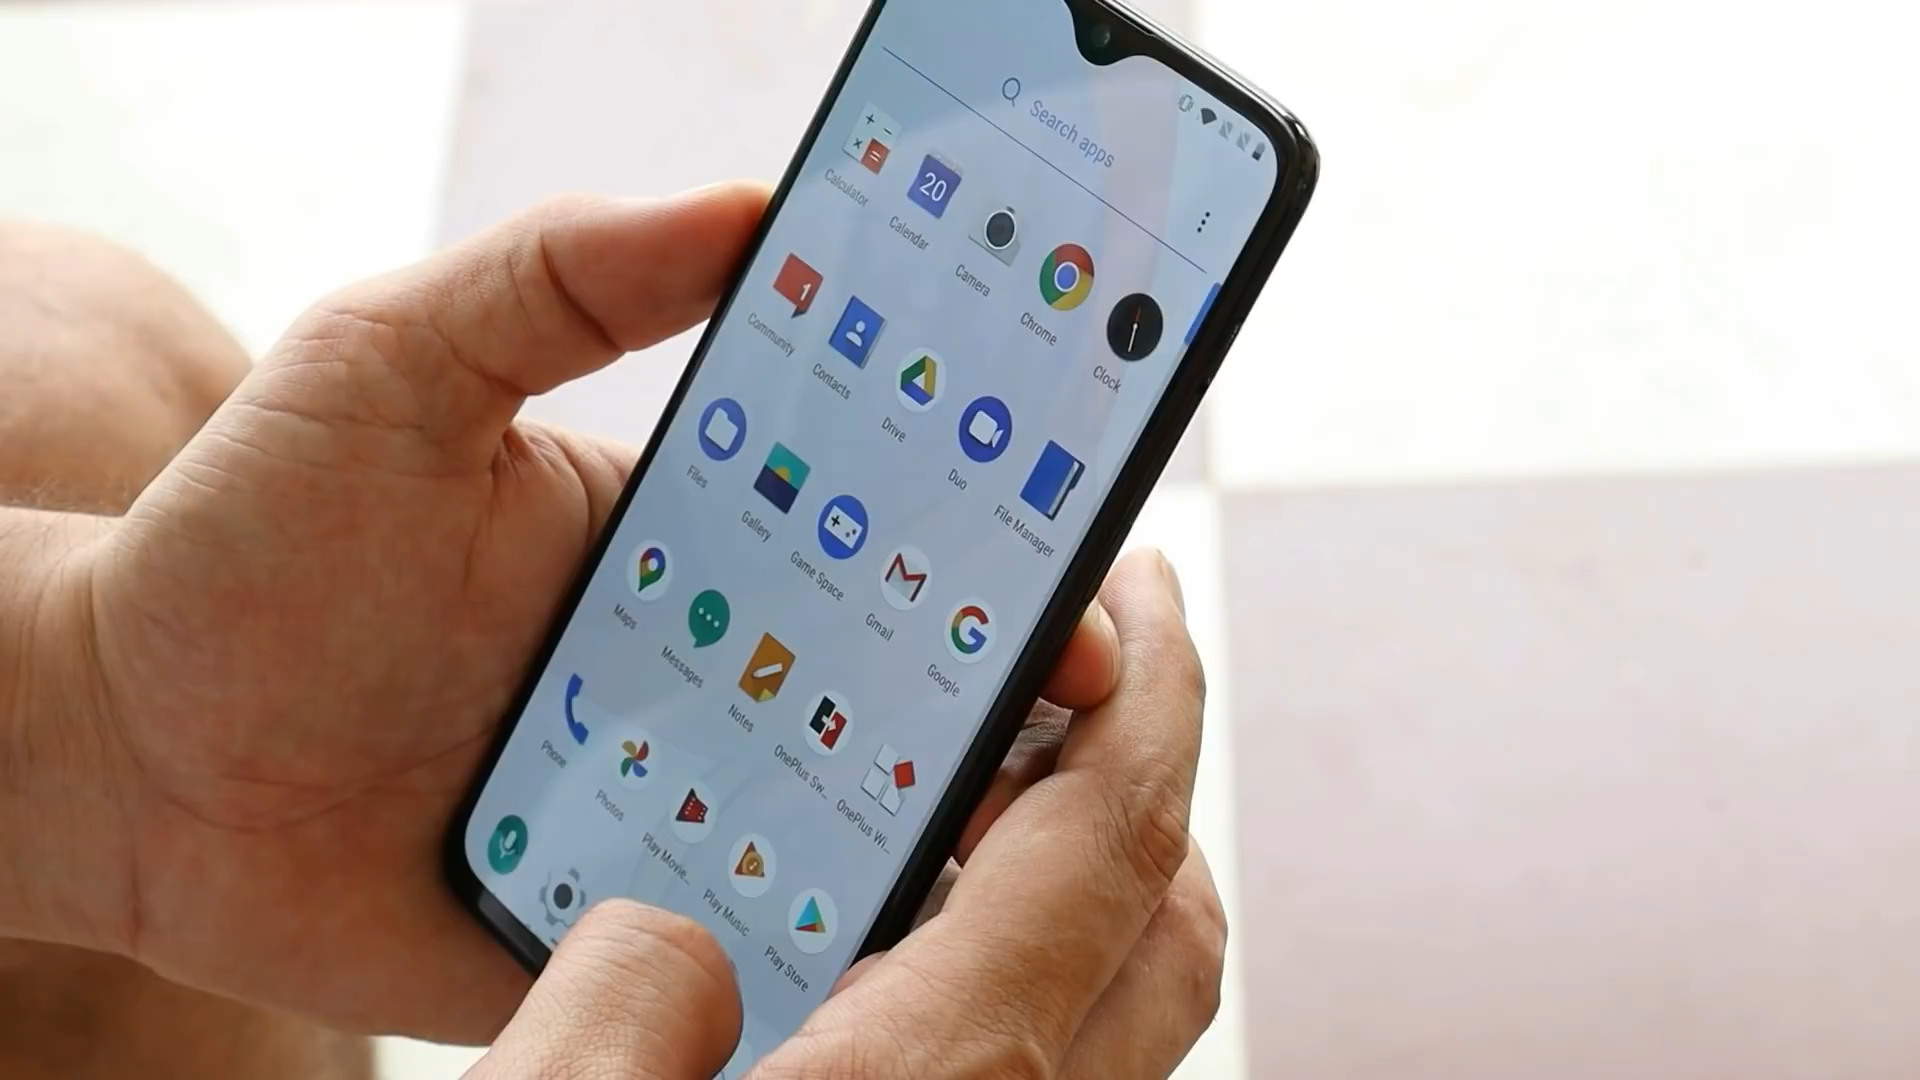 Search apps
Calculator
20
Calendar
Camera
Chrome
Clock
1
Community
Contacts
Drive
Duo
File Manager
Files
Gallery
Game Space
Gmail
Google
Maps
Messages
Notes
OnePlus Sw...
OnePlus Wi...
Phone
Photos
Play Movie...
Play Music
Play Store